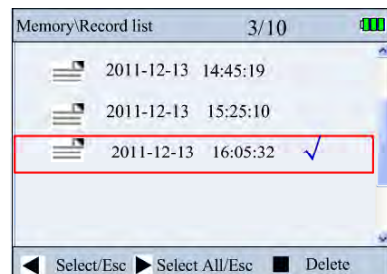 Memory\Record list 3/10
2011-12-13 14:45:19
2011-12-13 15:25:10
2011-12-13 16:05:32 √
◀ Select/Esc ▶ Select All/Esc ■ Delete